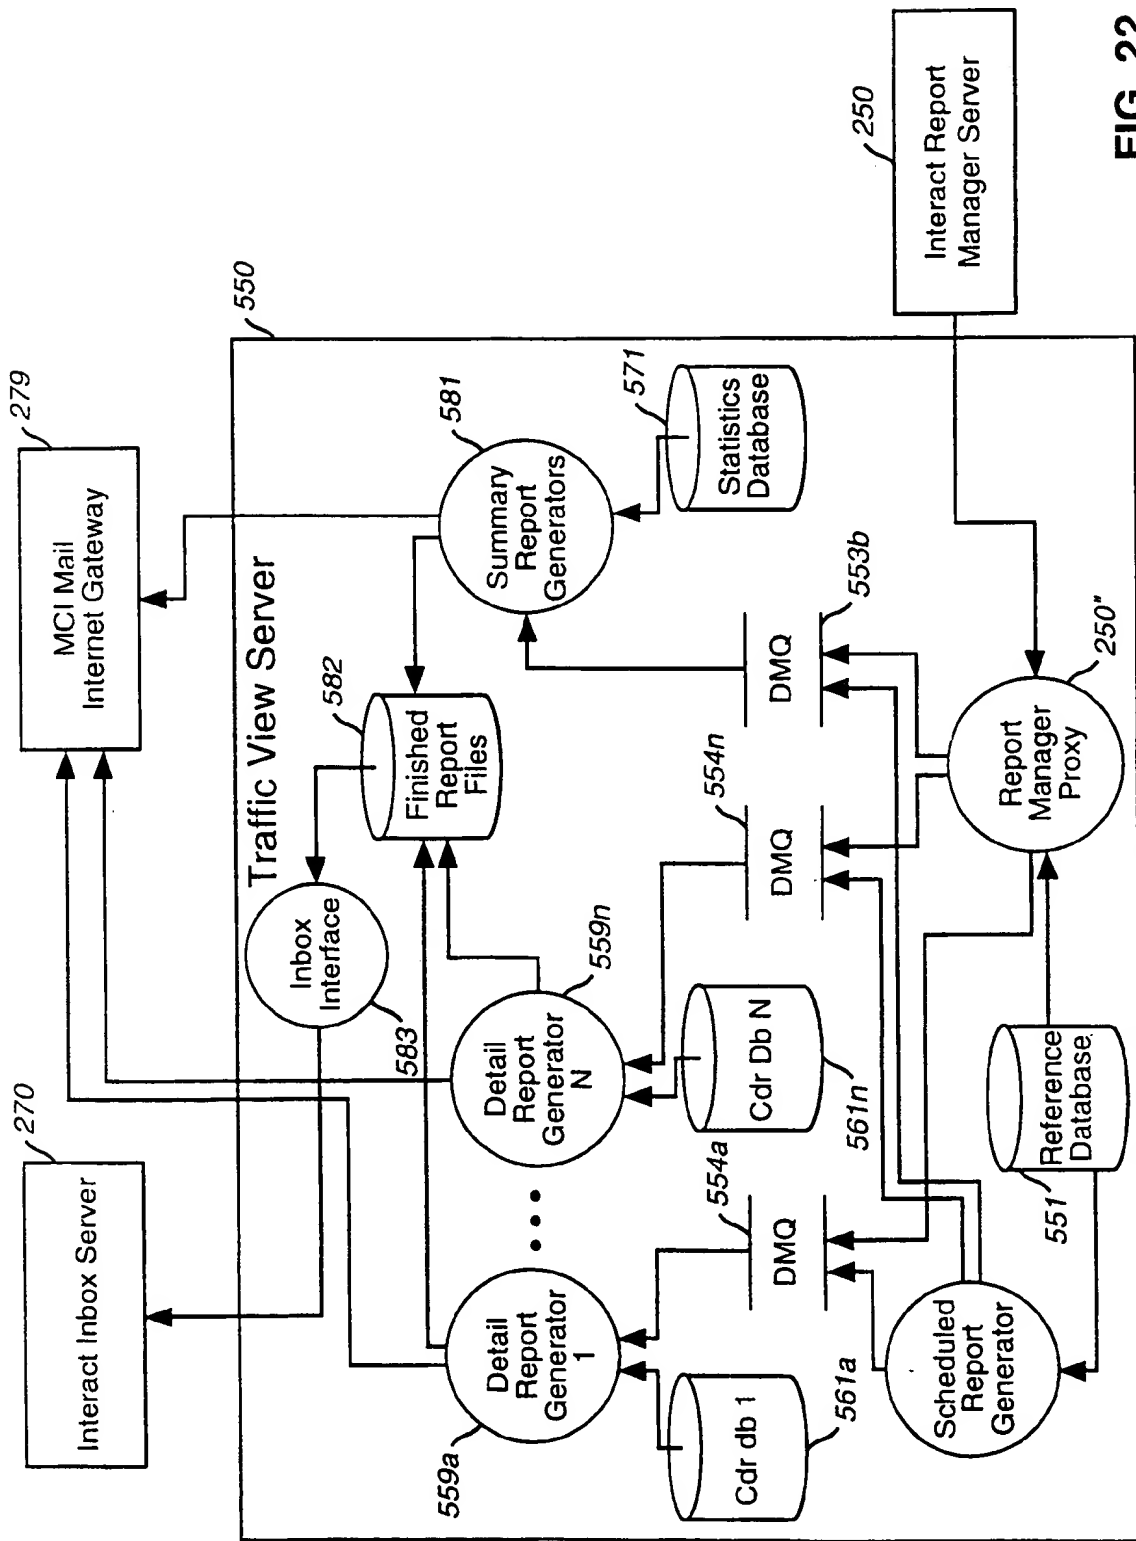 270
Interact Inbox Server
279
MCI Mail
Internet Gateway
550
Traffic View Server
Inbox
Interface
583
582
Finished
Report
Files
581
Summary
Report
Generators
571
Statistics
Database
559a
Detail
Report
Generator
1
559n
Detail
Report
Generator
N
561a
Cdr db 1
561n
Cdr Db N
554a
DMQ
554n
DMQ
553b
DMQ
Scheduled
Report
Generator
551
Reference
Database
250"
Report
Manager
Proxy
250
Interact Report
Manager Server
FIG. 22